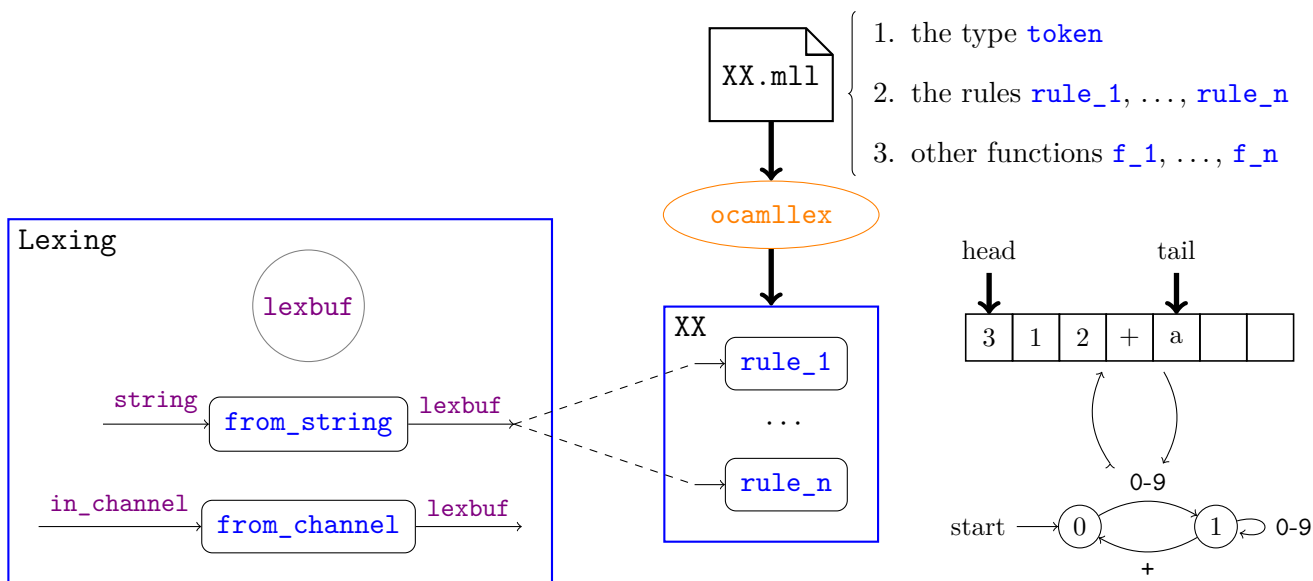 XX.mll
1. the type token
2. the rules rule_1, ..., rule_n
3. other functions f_1, ..., f_n
ocamllex
Lexing
lexbuf
string
from_string
lexbuf
in_channel
from_channel
lexbuf
XX
rule_1
...
rule_n
head
tail
3 1 2 + a
0-9
start
0
1
0-9
+